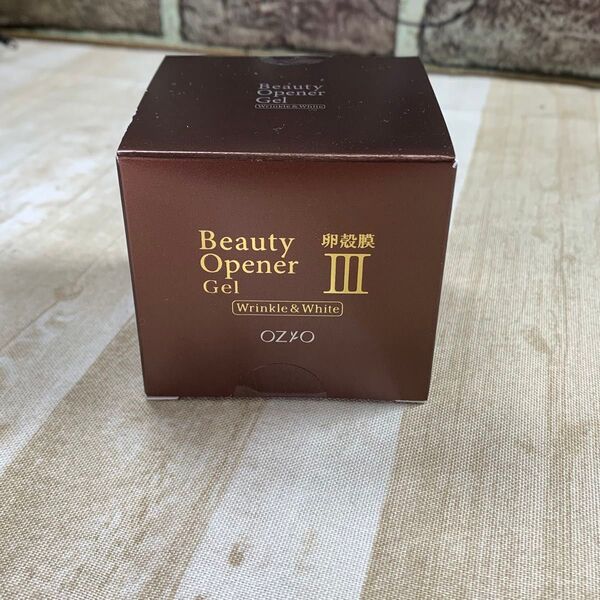 Beauty
Opener
Gel
Wrinkle & White
Beauty
Opener
Gel
卵殻膜
III
Wrinkle & White
OZIO